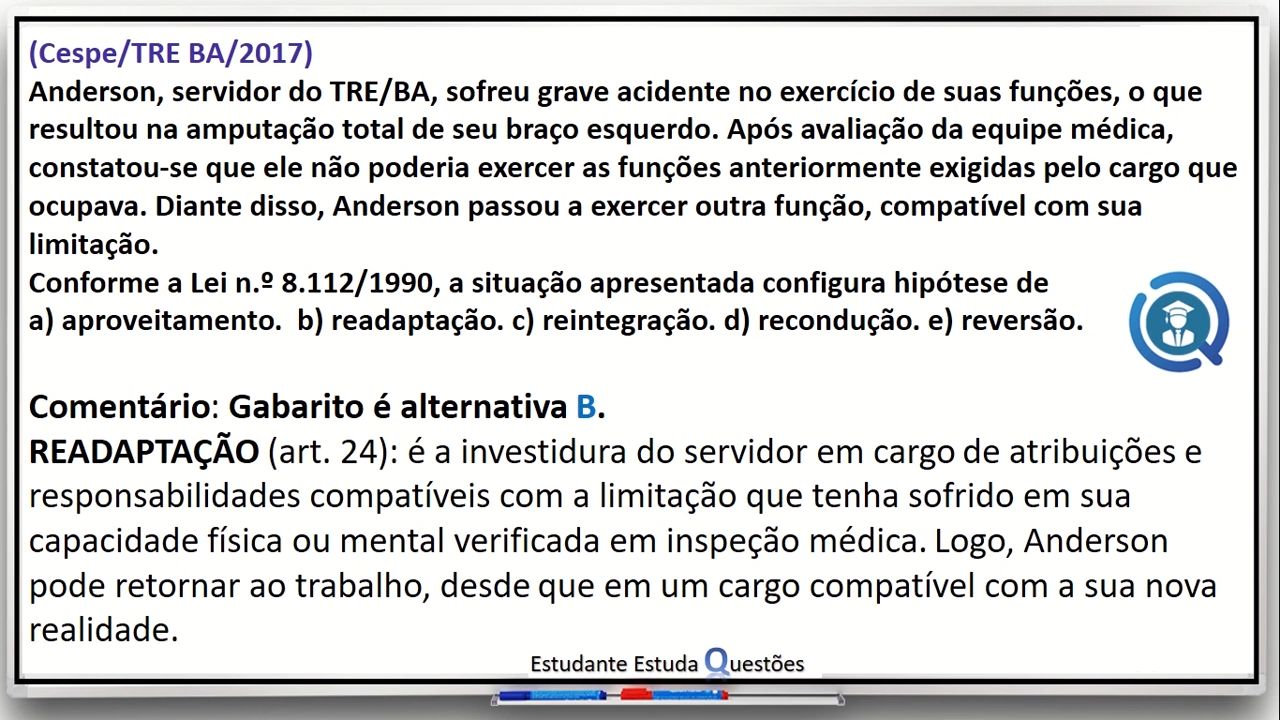 (Cespe/TRE BA/2017)
Anderson, servidor do TRE/BA, sofreu grave acidente no exercício de suas funções, o que
resultou na amputação total de seu braço esquerdo. Após avaliação da equipe médica,
constatou-se que ele não poderia exercer as funções anteriormente exigidas pelo cargo que
ocupava. Diante disso, Anderson passou a exercer outra função, compatível com sua
limitação.
Conforme a Lei n.º 8.112/1990, a situação apresentada configura hipótese de
a) aproveitamento.  b) readaptação. c) reintegração. d) recondução. e) reversão.
Comentário: Gabarito é alternativa B.
READAPTAÇÃO (art. 24): é a investidura do servidor em cargo de atribuições e
responsabilidades compatíveis com a limitação que tenha sofrido em sua
capacidade física ou mental verificada em inspeção médica. Logo, Anderson
pode retornar ao trabalho, desde que em um cargo compatível com a sua nova
realidade.
Estudante Estuda Questões